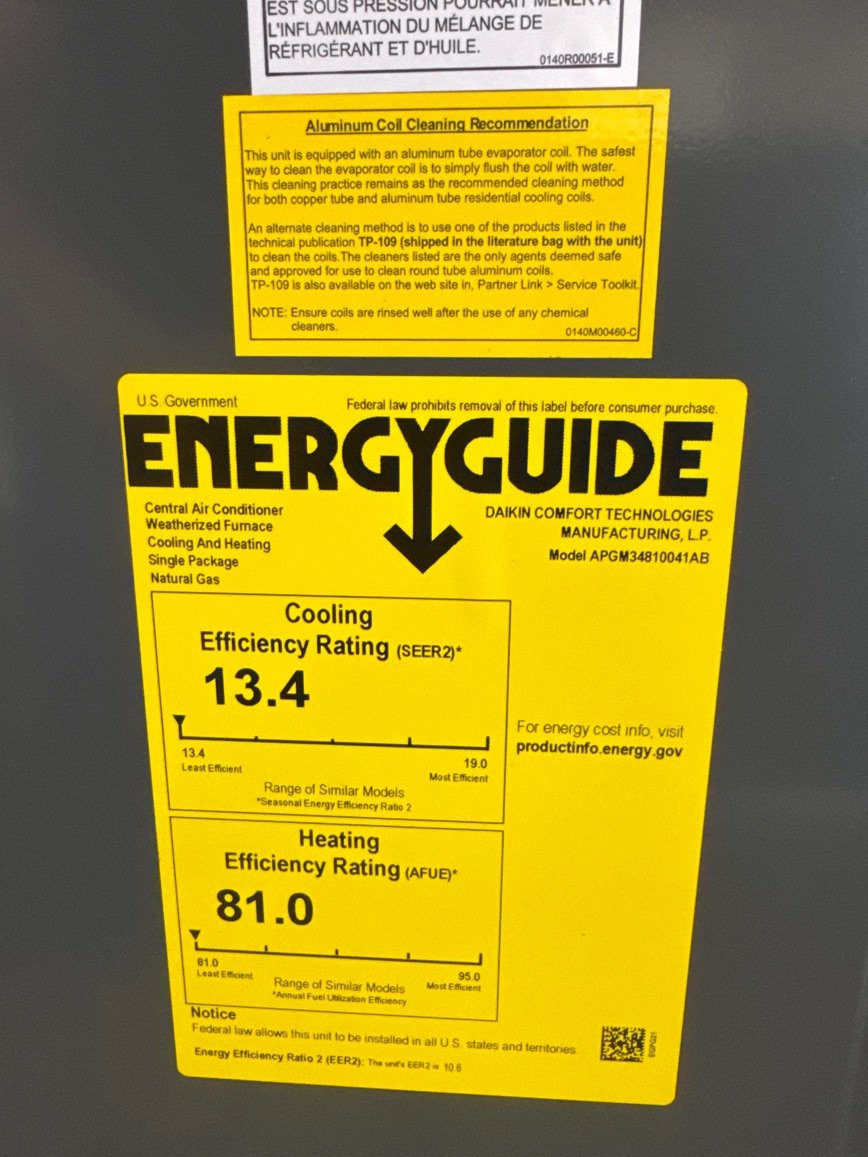 EST SOUS PRESSION POURRAIT MENER À
L'INFLAMMATION DU MÉLANGE DE
RÉFRIGÉRANT ET D'HUILE.
0140R00051-E
Aluminum Coil Cleaning Recommendation
This unit is equipped with an aluminum tube evaporator coil. The safest
way to clean the evaporator coil is to simply flush the coil with water.
This cleaning practice remains as the recommended cleaning method
for both copper tube and aluminum tube residential cooling coils.
An alternate cleaning method is to use one of the products listed in the
technical publication TP-109 (shipped in the literature bag with the unit)
to clean the coils.The cleaners listed are the only agents deemed safe
and approved for use to clean round tube aluminum coils.
TP-109 is also available on the web site in, Partner Link > Service Toolkit.
NOTE: Ensure coils are rinsed well after the use of any chemical
cleaners.
0140M00460-C
U.S. Government
Federal law prohibits removal of this label before consumer purchase.
ENERGYGUIDE
Central Air Conditioner
Weatherized Furnace
Cooling And Heating
Single Package
Natural Gas
DAIKIN COMFORT TECHNOLOGIES
MANUFACTURING, L.P.
Model APGM34810041AB
Cooling
Efficiency Rating (SEER2)*
13.4
13.4
19.0
Least Efficient
Most Efficient
Range of Similar Models
*Seasonal Energy Efficiency Ratio 2
For energy cost info, visit
productinfo.energy.gov
Heating
Efficiency Rating (AFUE)*
81.0
81.0
95.0
Least Efficient
Most Efficient
Range of Similar Models
*Annual Fuel Utilization Efficiency
Notice
Federal law allows this unit to be installed in all U.S. states and territories.
Energy Efficiency Ratio 2 (EER2): The unit's EER2 is 10.6
EGPG21